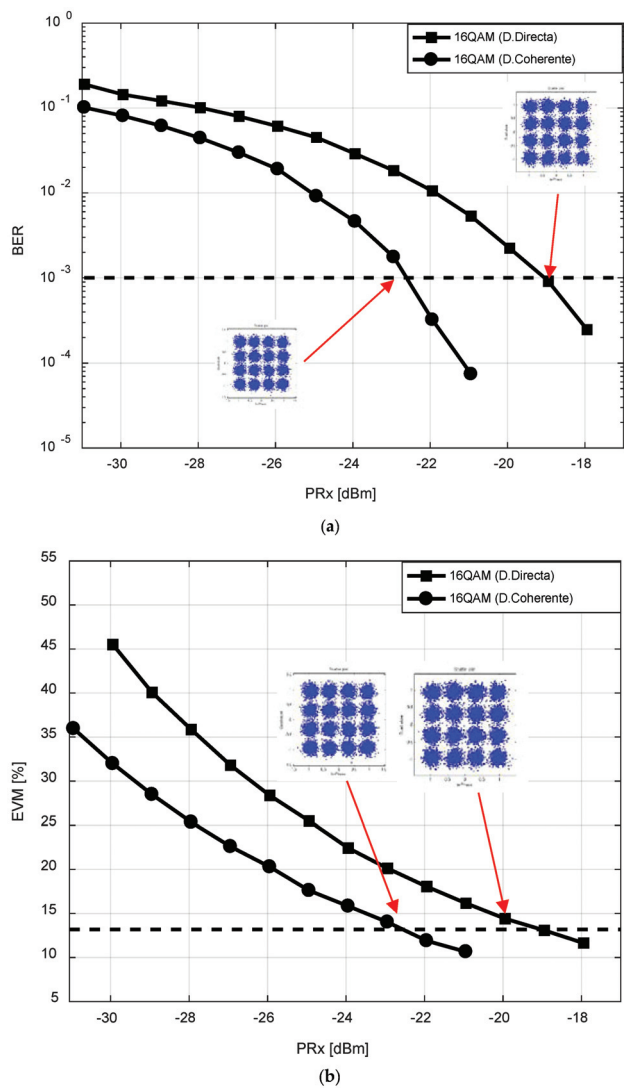 10 0
16QAM (D.Directa)
16QAM (D.Coherente)
10 -1
10 -2
BER
10 -3
10 -4
10 -5
-30 -28 -26 -24 -22 -20 -18
PRx [dBm]
(a)
55
16QAM (D.Directa)
16QAM (D.Coherente)
50
45
40
35
30
EVM [%]
25
20
15
10
5
-30 -28 -26 -24 -22 -20 -18
PRx [dBm]
(b)